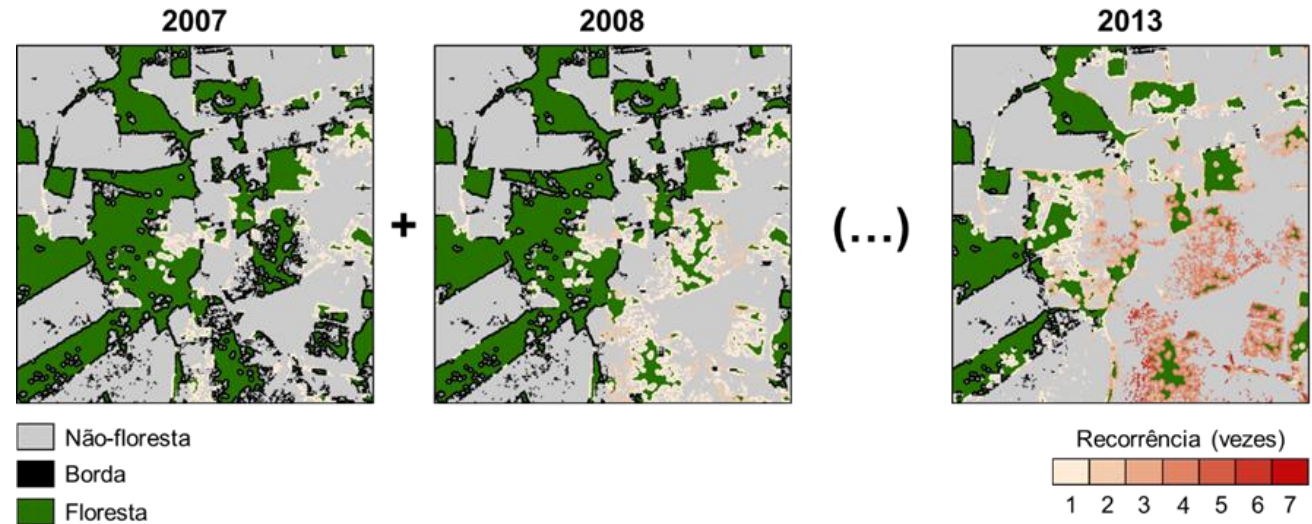 2007
2008
2013
+
(...)
Não-floresta
Borda
Floresta
Recorrência (vezes)
1 2 3 4 5 6 7